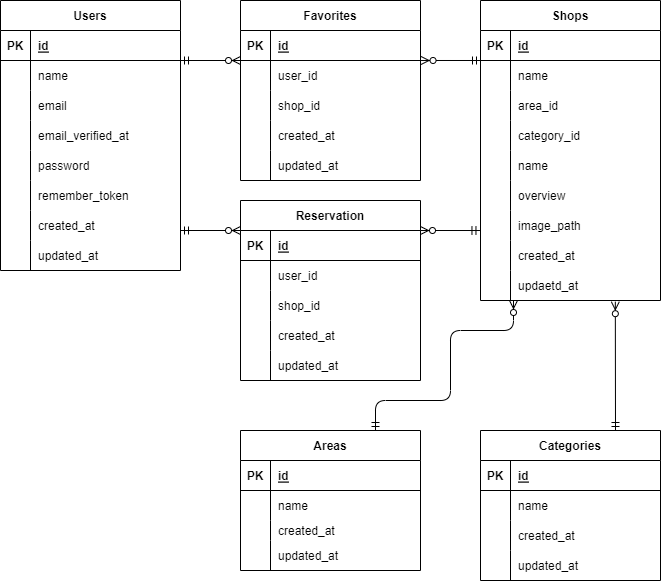 Users
PK id
name
email
email_verified_at
password
remember_token
created_at
updated_at
Favorites
PK id
user_id
shop_id
created_at
updated_at
Shops
PK id
name
area_id
category_id
name
overview
image_path
created_at
updaetd_at
Reservation
PK id
user_id
shop_id
created_at
updated_at
Areas
PK id
name
created_at
updated_at
Categories
PK id
name
created_at
updated_at